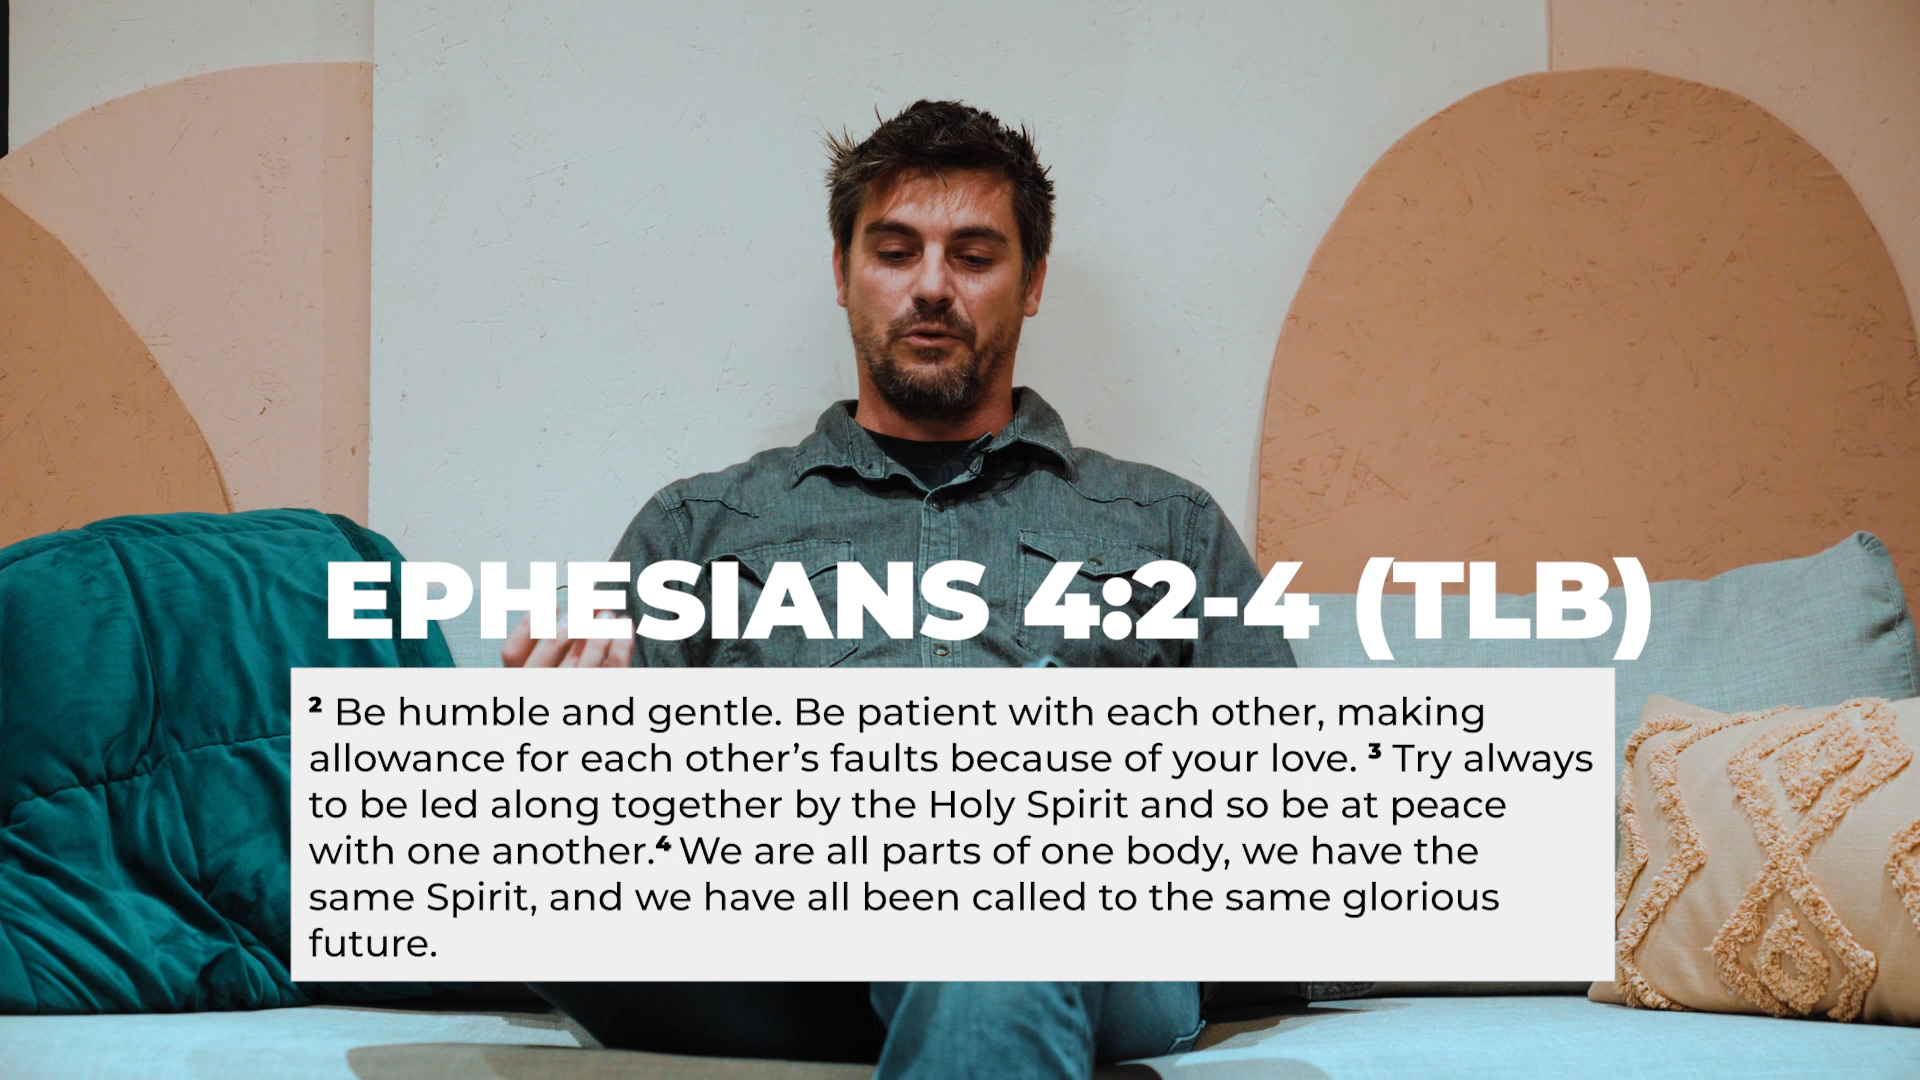 EPHESIANS 4:2-4 (TLB)
² Be humble and gentle. Be patient with each other, making
allowance for each other’s faults because of your love. ³ Try always
to be led along together by the Holy Spirit and so be at peace
with one another.⁴ We are all parts of one body, we have the
same Spirit, and we have all been called to the same glorious
future.